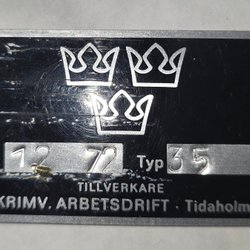 12 72 Typ 35
TILLVERKARE
KRIMV. ARBETSDRIFT · Tidaholm